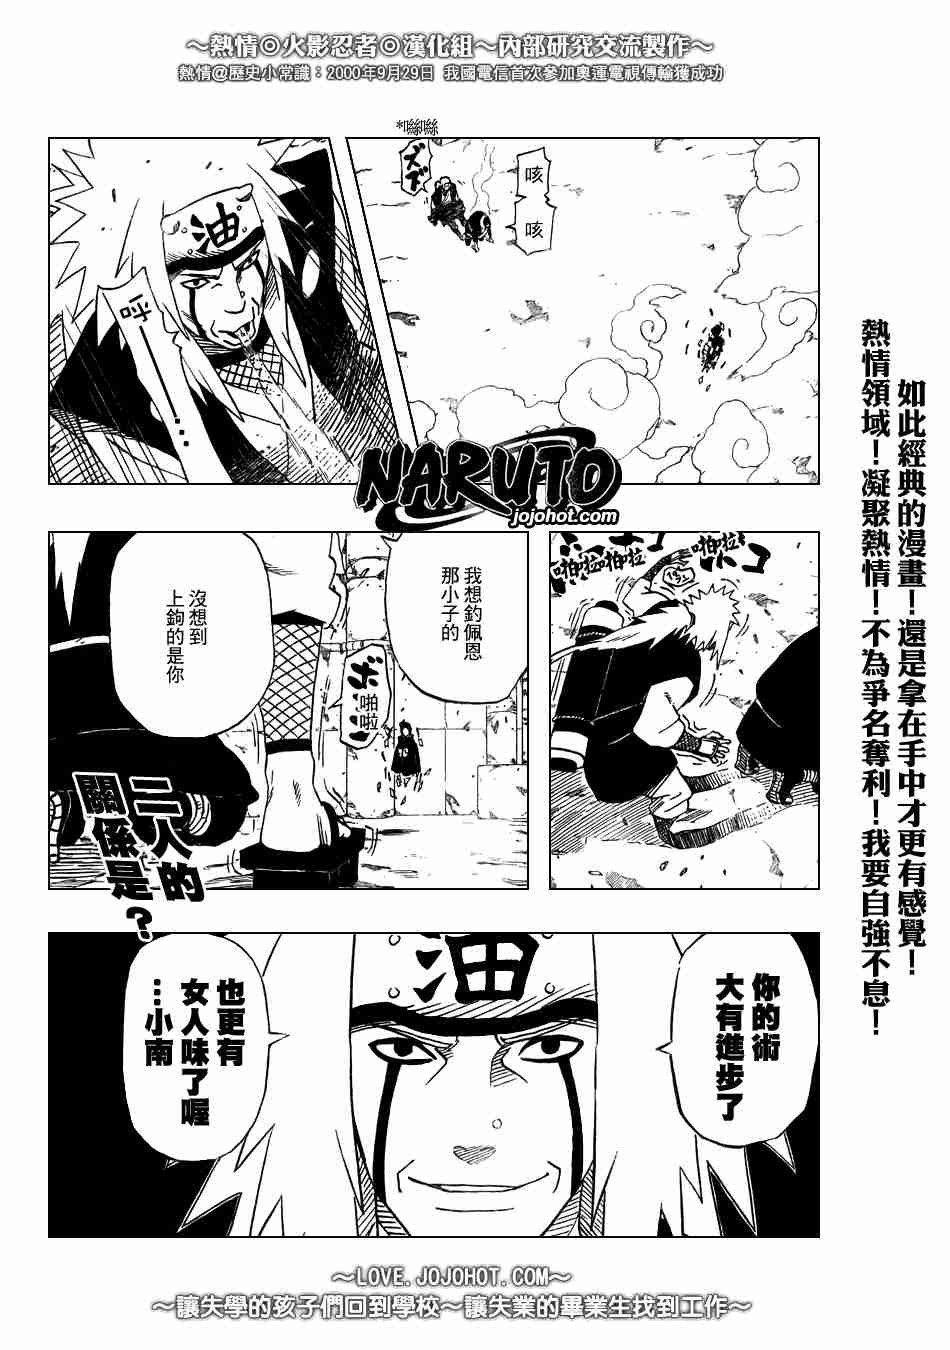 ～熱情◎火影忍者◎漢化組～內部研究交流製作～
熱情@歷史小常識：2000年9月29日 我國電信首次參加奧運電視傳輸獲成功
*嘶嘶
ズズ
咳
咳
油
咕——…
NARUTO
jojohot.com
啪啦
啪啦啪啦
我想釣佩恩
那小子的
ボ
啪啦
沒想到
上鉤的是你
二人的
關係是？
油
你的術
大有進步了
也更有
女人味了喔
…小南
如此經典的漫畫！還是拿在手中才更有感覺！
熱情領域！凝聚熱情！不為爭名奪利！我要自強不息！
～LOVE.JOJOHOT.COM～
～讓失學的孩子們回到學校～讓失業的畢業生找到工作～